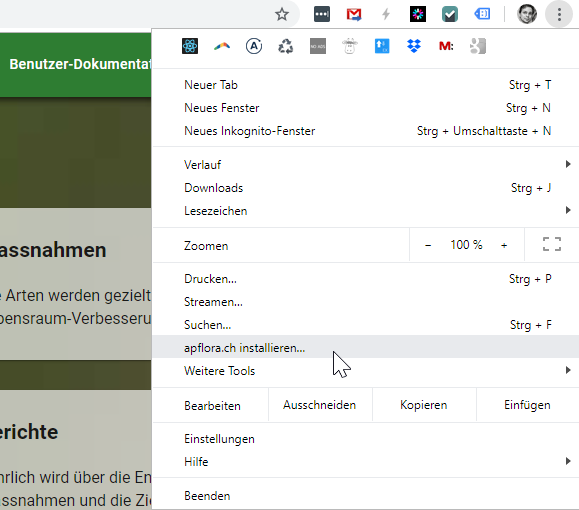 Benutzer-Dokumentat
Neuer Tab Strg + T
Neues Fenster Strg + N
Neues Inkognito-Fenster Strg + Umschalttaste + N
Verlauf
Downloads Strg + J
Lesezeichen
Zoomen − 100 % +
Drucken... Strg + P
Streamen...
Suchen... Strg + F
apflora.ch installieren...
Weitere Tools
Bearbeiten Ausschneiden Kopieren Einfügen
Einstellungen
Hilfe
Beenden
assnahmen
e Arten werden gezielt
bensraum-Verbesseru
erichte
hrlich wird über die En
assnahmen und die Zie
M: